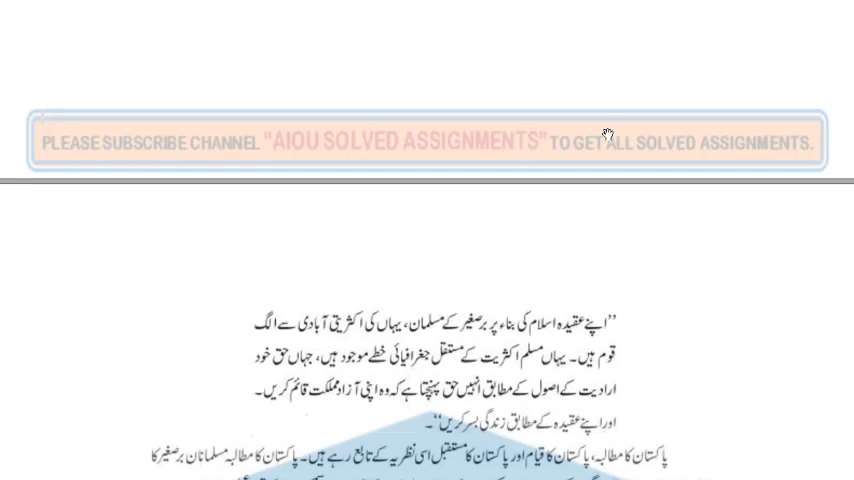 PLEASE SUBSCRIBE CHANNEL "AIOU SOLVED ASSIGNMENTS" TO GET ALL SOLVED ASSIGNMENTS.
’’اپنے عقیدہ اسلام کی بناء پر برصغیر کے مسلمان، یہاں کی اکثریتی آبادی سے الگ
قوم ہیں۔ یہاں مسلم اکثریت کے مستقل جغرافیائی خطے موجود ہیں، جہاں حق خود
ارادیت کے اصول کے مطابق انہیں حق پہنچتا ہے کہ وہ اپنی آزاد مملکت قائم کریں۔
اور اپنے عقیدہ کے مطابق زندگی بسر کریں‘‘۔
پاکستان کا مطالبہ، پاکستان کا قیام اور پاکستان کا مستقبل اسی نظریہ کے تابع رہے ہیں۔ پاکستان کا مطالبہ مسلمانان برصغیر کا